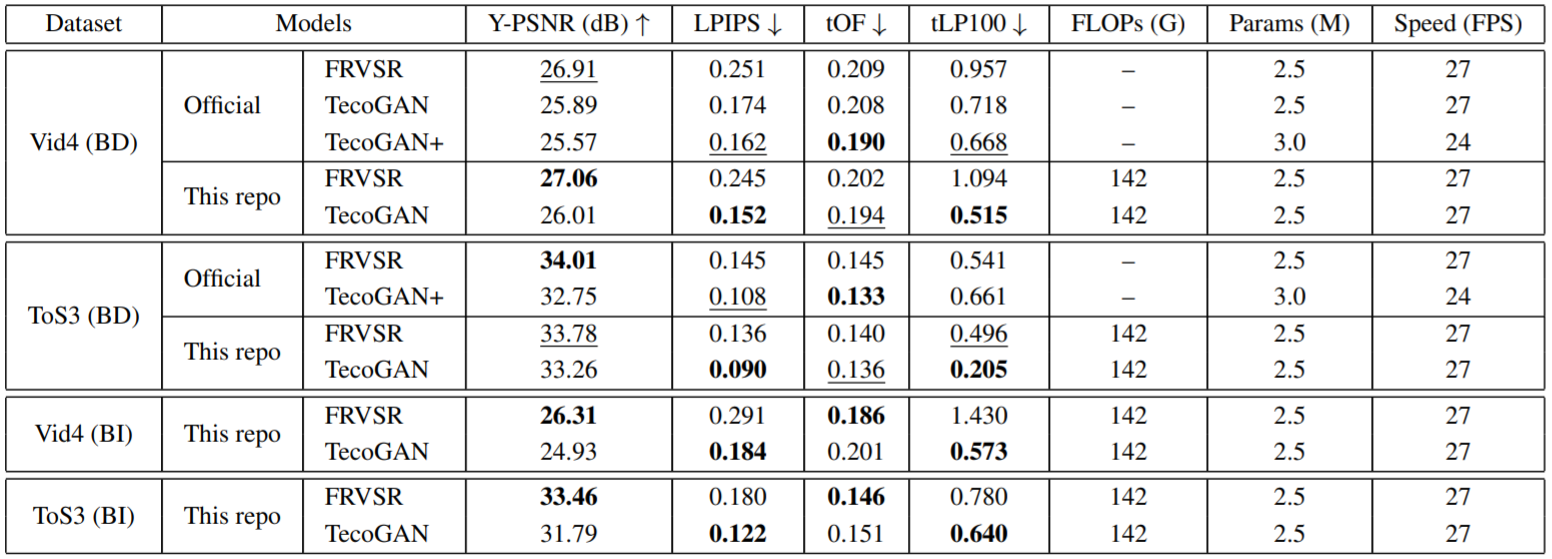 Dataset Models Y-PSNR (dB) ↑ LPIPS ↓ tOF ↓ tLP100 ↓ FLOPs (G) Params (M) Speed (FPS)
Vid4 (BD) Official FRVSR 26.91 0.251 0.209 0.957 – 2.5 27
TecoGAN 25.89 0.174 0.208 0.718 – 2.5 27
TecoGAN+ 25.57 0.162 0.190 0.668 – 3.0 24
This repo FRVSR 27.06 0.245 0.202 1.094 142 2.5 27
TecoGAN 26.01 0.152 0.194 0.515 142 2.5 27
ToS3 (BD) Official FRVSR 34.01 0.145 0.145 0.541 – 2.5 27
TecoGAN+ 32.75 0.108 0.133 0.661 – 3.0 24
This repo FRVSR 33.78 0.136 0.140 0.496 142 2.5 27
TecoGAN 33.26 0.090 0.136 0.205 142 2.5 27
Vid4 (BI) This repo FRVSR 26.31 0.291 0.186 1.430 142 2.5 27
TecoGAN 24.93 0.184 0.201 0.573 142 2.5 27
ToS3 (BI) This repo FRVSR 33.46 0.180 0.146 0.780 142 2.5 27
TecoGAN 31.79 0.122 0.151 0.640 142 2.5 27